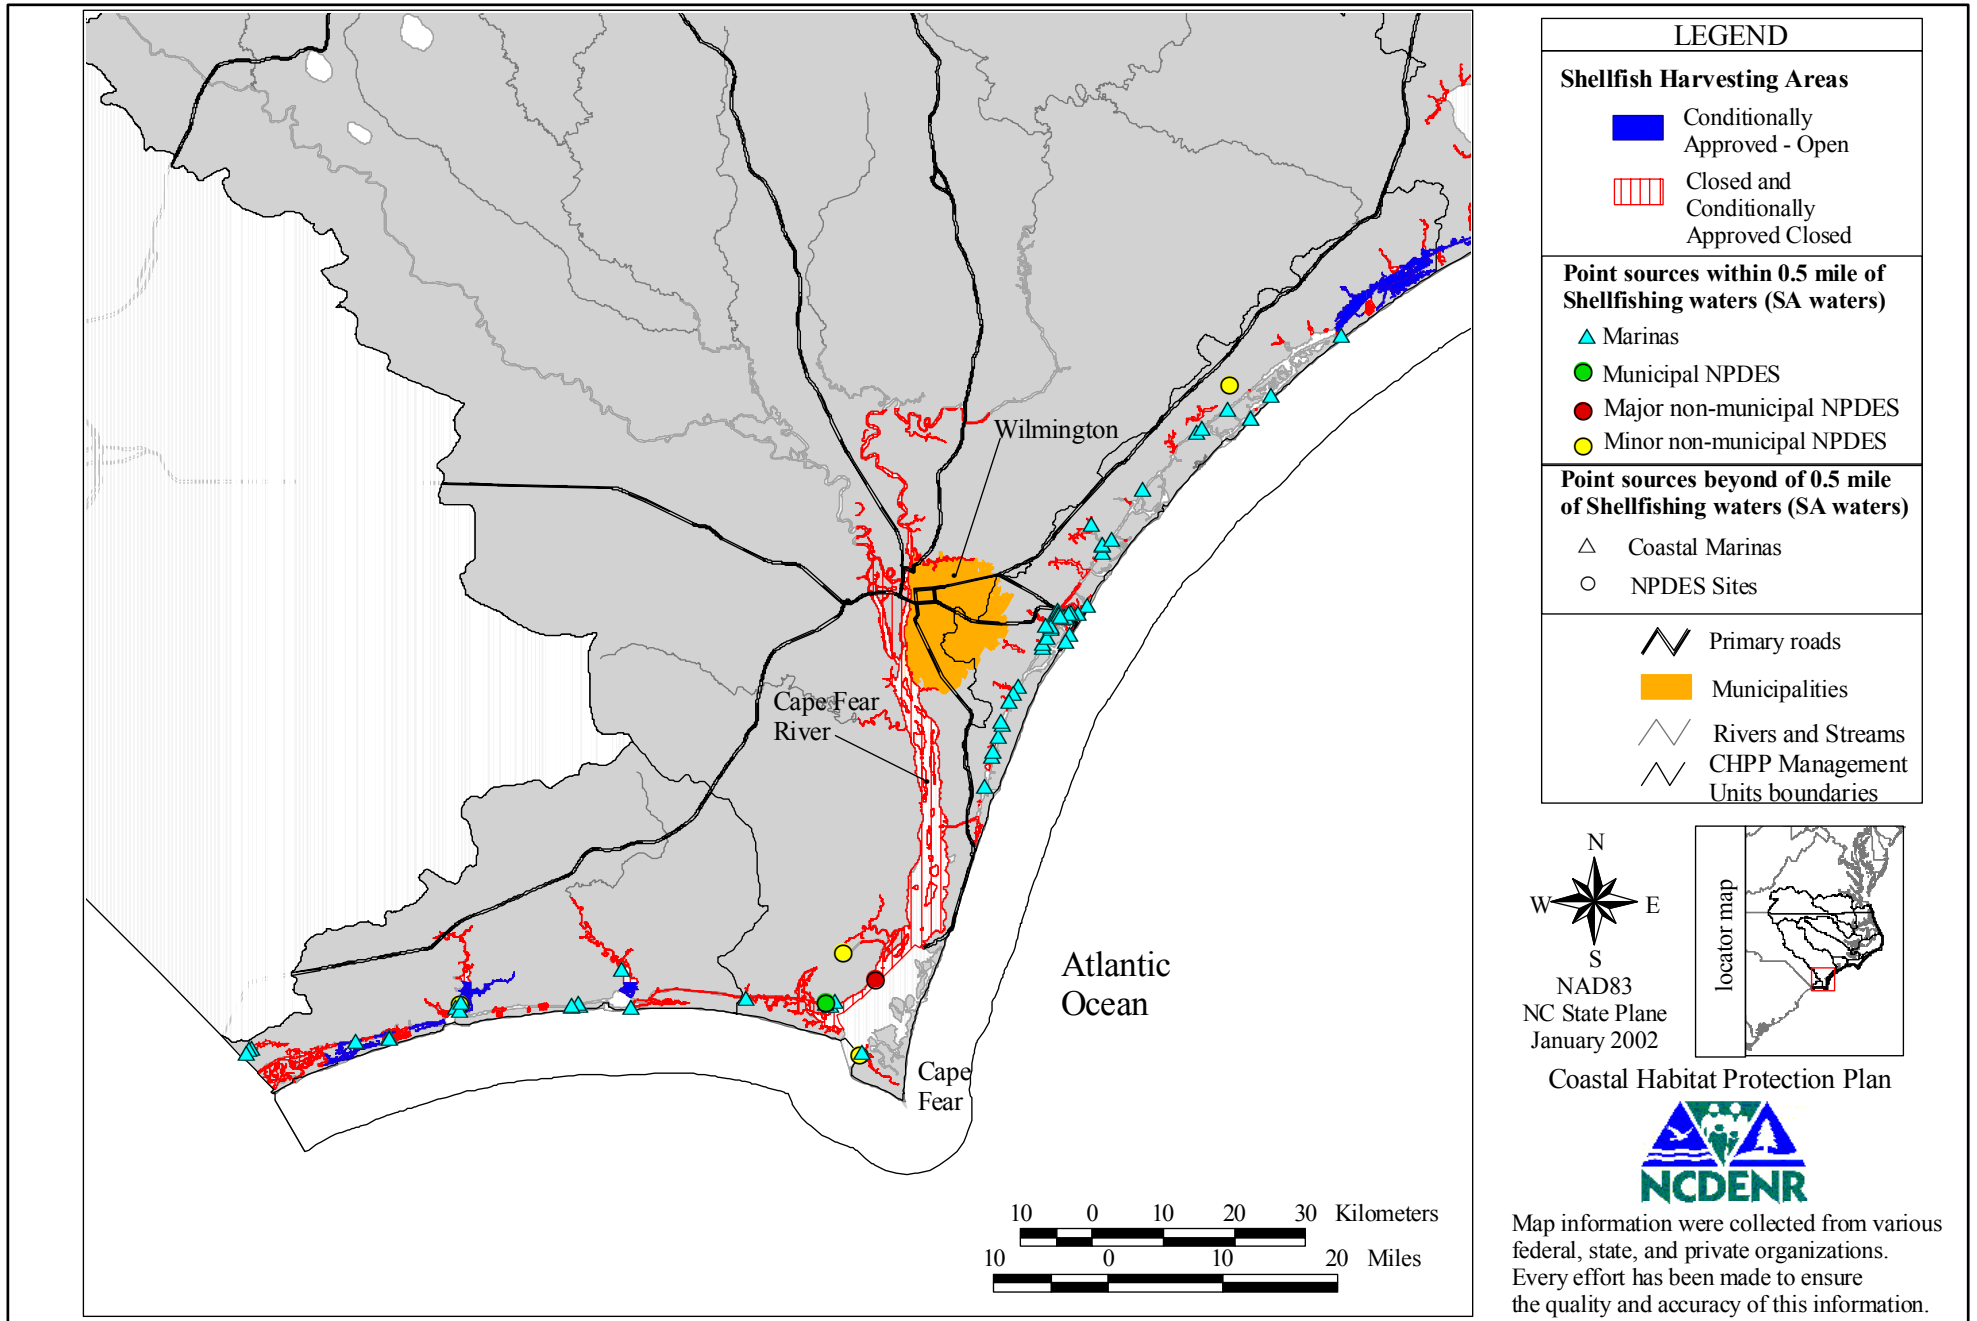 Wilmington
Cape Fear
River
Atlantic
Ocean
Cape
Fear
10 0 10 20 30 Kilometers
10 0 10 20 Miles
LEGEND
Shellfish Harvesting Areas
Conditionally
Approved - Open
Closed and
Conditionally
Approved Closed
Point sources within 0.5 mile of
Shellfishing waters (SA waters)
Marinas
Municipal NPDES
Major non-municipal NPDES
Minor non-municipal NPDES
Point sources beyond of 0.5 mile
of Shellfishing waters (SA waters)
Coastal Marinas
NPDES Sites
Primary roads
Municipalities
Rivers and Streams
CHPP Management
Units boundaries
N
W E
S
NAD83
NC State Plane
January 2002
locator map
Coastal Habitat Protection Plan
NCDENR
Map information were collected from various
federal, state, and private organizations.
Every effort has been made to ensure
the quality and accuracy of this information.